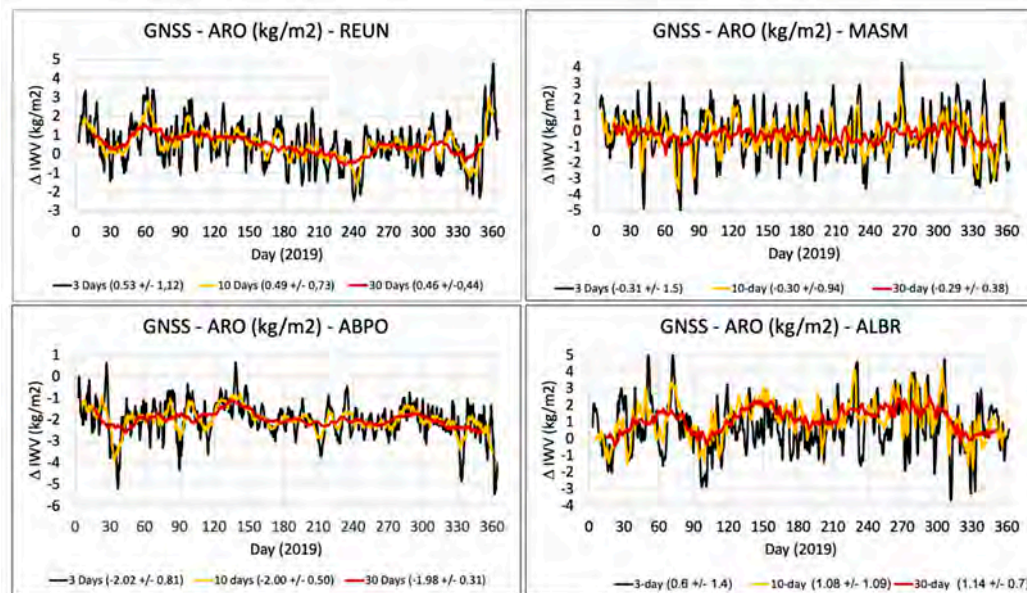 GNSS - ARO (kg/m2) - REUN
Δ IWV (kg/m2)
5
4
3
2
1
0
-1
-2
-3
0 30 60 90 120 150 180 210 240 270 300 330 360
Day (2019)
3 Days (0.53 +/- 1,12) 10 Days (0.49 +/- 0,73) 30 Days (0.46 +/-0,44)
GNSS - ARO (kg/m2) - MASM
Δ IWV (kg/m2)
4
3
2
1
0
-1
-2
-3
-4
-5
0 30 60 90 120 150 180 210 240 270 300 330 360
Day (2019)
3 Days (-0.31 +/- 1.5) 10-day (-0.30 +/-0.94) 30-day (-0.29 +/- 0.38)
GNSS - ARO (kg/m2) - ABPO
Δ IWV (kg/m2)
1
0
-1
-2
-3
-4
-5
-6
0 30 60 90 120 150 180 210 240 270 300 330 360
Day (2019)
3 Days (-2.02 +/- 0.81) 10 days (-2.00 +/- 0.50) 30 Days (-1.98 +/- 0.31)
GNSS - ARO (kg/m2) - ALBR
Δ IWV (kg/m2)
5
4
3
2
1
0
-1
-2
-3
-4
0 30 60 90 120 150 180 210 240 270 300 330 360
Day (2019)
3-day (0.6 +/- 1.4) 10-day (1.08 +/- 1.09) 30-day (1.14 +/- 0.7